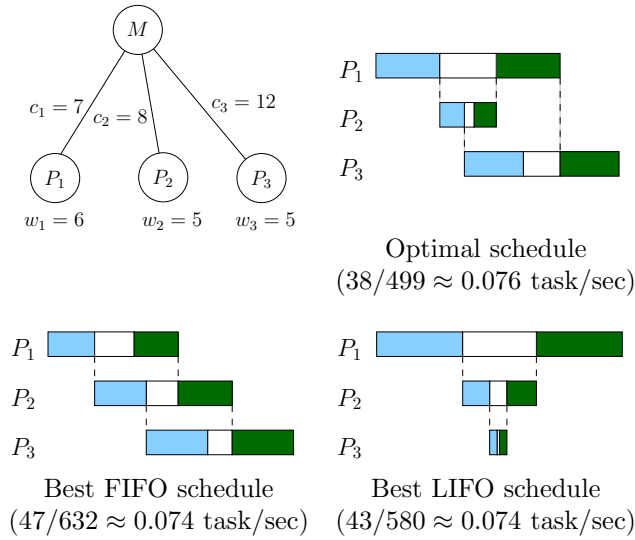 M
c₁ = 7
c₂ = 8
c₃ = 12
P₁
P₂
P₃
w₁ = 6
w₂ = 5
w₃ = 5
P₁
P₂
P₃
Optimal schedule
(38/499 ≈ 0.076 task/sec)
P₁
P₂
P₃
Best FIFO schedule
(47/632 ≈ 0.074 task/sec)
P₁
P₂
P₃
Best LIFO schedule
(43/580 ≈ 0.074 task/sec)